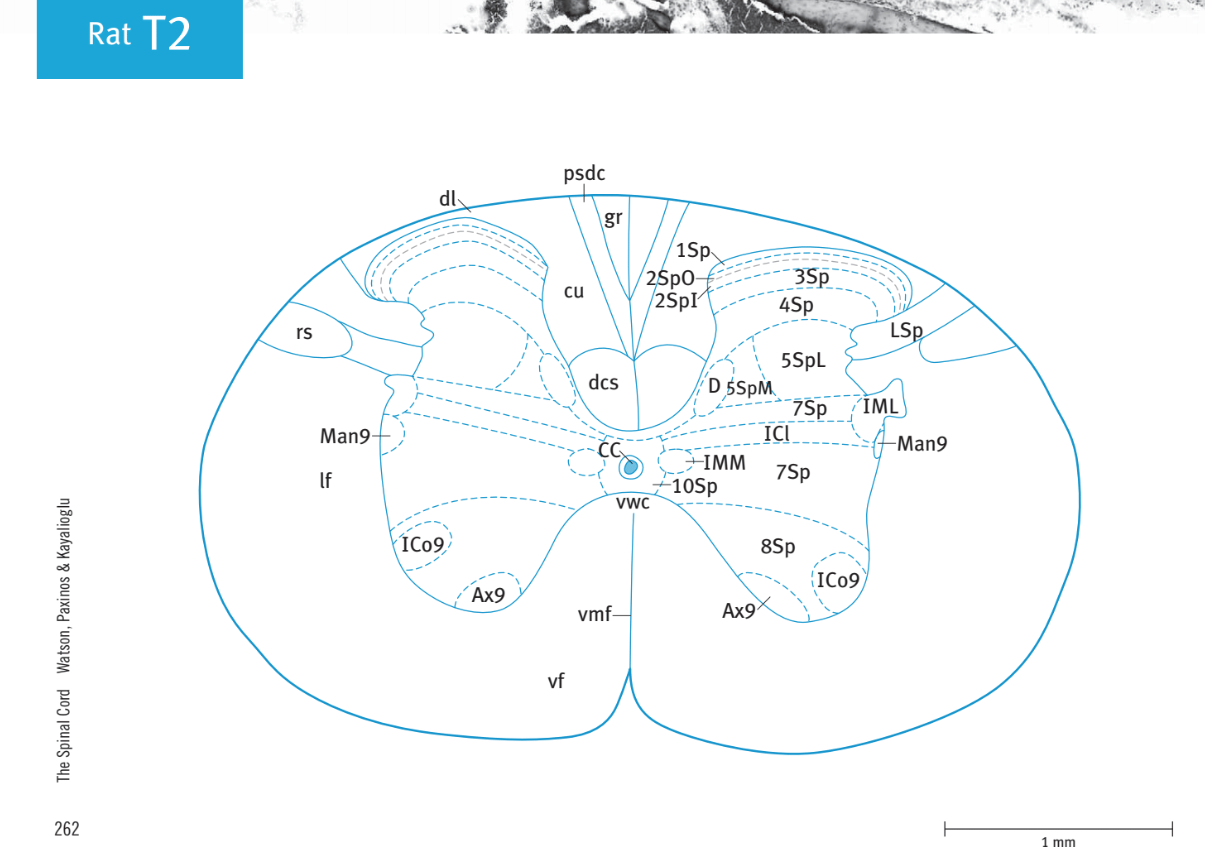 Rat T2
psdc
dl
gr
1Sp
2SpO
3Sp
cu
2SpI
4Sp
rs
LSp
5SpL
dcs
D 5SpM
7Sp
IML
ICl
Man9
Man9
CC
IMM
7Sp
lf
10Sp
vwc
ICo9
8Sp
ICo9
Ax9
Ax9
vmf
vf
The Spinal Cord Watson, Paxinos & Kayalioglu
262
1 mm